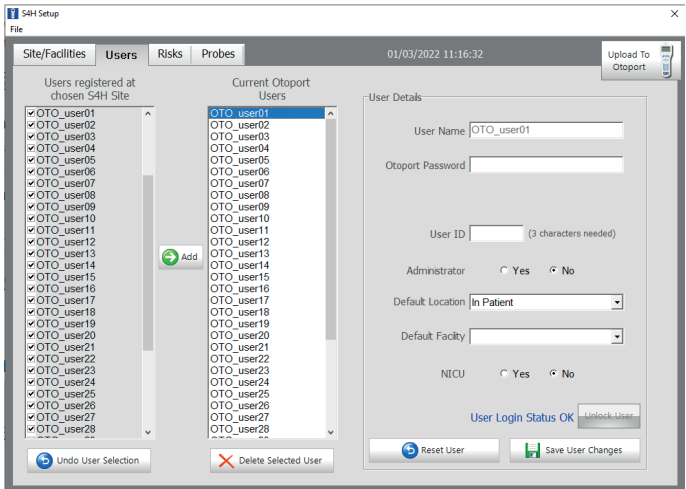 S4H Setup
File
Site/Facilities Users Risks Probes 01/03/2022 11:16:32 Upload To Otoport
Users registered at
chosen S4H Site
OTO_user01
OTO_user02
OTO_user03
OTO_user04
OTO_user05
OTO_user06
OTO_user07
OTO_user08
OTO_user09
OTO_user10
OTO_user11
OTO_user12
OTO_user13
OTO_user14
OTO_user15
OTO_user16
OTO_user17
OTO_user18
OTO_user19
OTO_user20
OTO_user21
OTO_user22
OTO_user23
OTO_user24
OTO_user25
OTO_user26
OTO_user27
OTO_user28
Undo User Selection
Add
Current Otoport
Users
OTO_user01
OTO_user02
OTO_user03
OTO_user04
OTO_user05
OTO_user06
OTO_user07
OTO_user08
OTO_user09
OTO_user10
OTO_user11
OTO_user12
OTO_user13
OTO_user14
OTO_user15
OTO_user16
OTO_user17
OTO_user18
OTO_user19
OTO_user20
OTO_user21
OTO_user22
OTO_user23
OTO_user24
OTO_user25
OTO_user26
OTO_user27
OTO_user28
Delete Selected User
User Details
User Name OTO_user01
Otoport Password
User ID (3 characters needed)
Administrator Yes No
Default Location In Patient
Default Facility
NICU Yes No
User Login Status OK Unlock User
Reset User Save User Changes